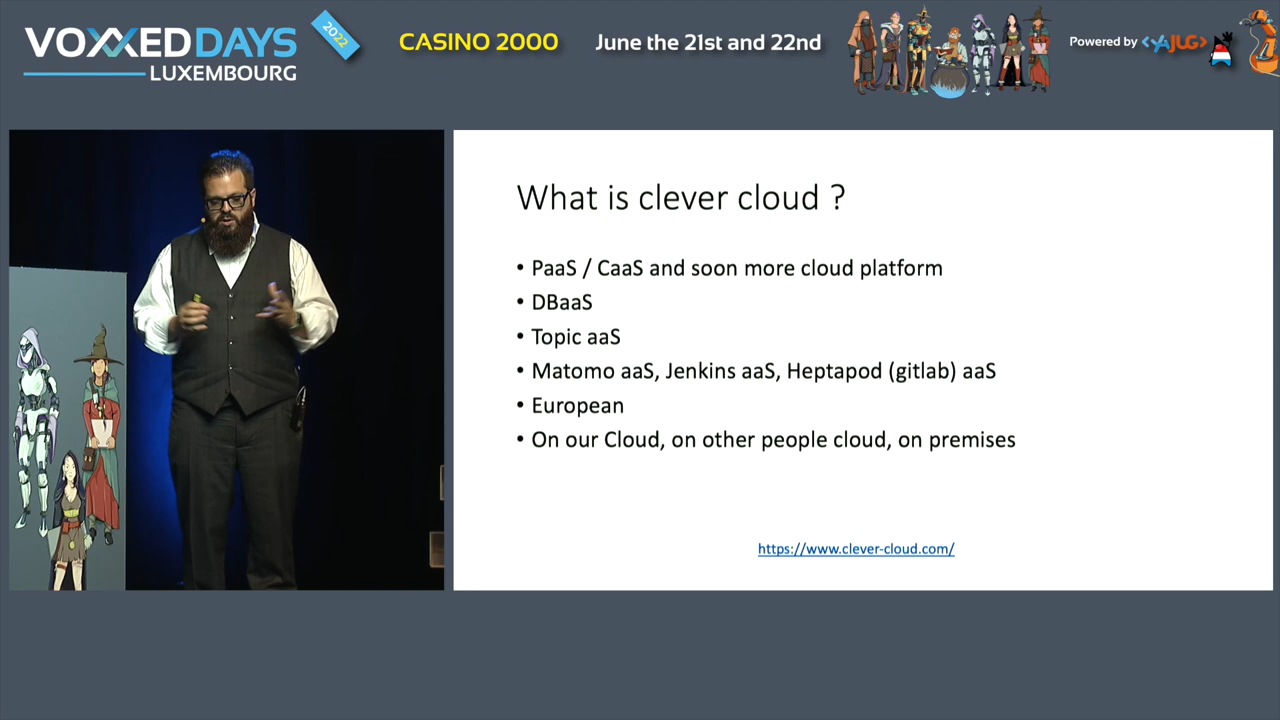 VOXXED DAYS
LUXEMBOURG
2022
CASINO 2000
June the 21st and 22nd
Powered by <YAJUG>
What is clever cloud ?
• PaaS / CaaS and soon more cloud platform
• DBaaS
• Topic aaS
• Matomo aaS, Jenkins aaS, Heptapod (gitlab) aaS
• European
• On our Cloud, on other people cloud, on premises
https://www.clever-cloud.com/